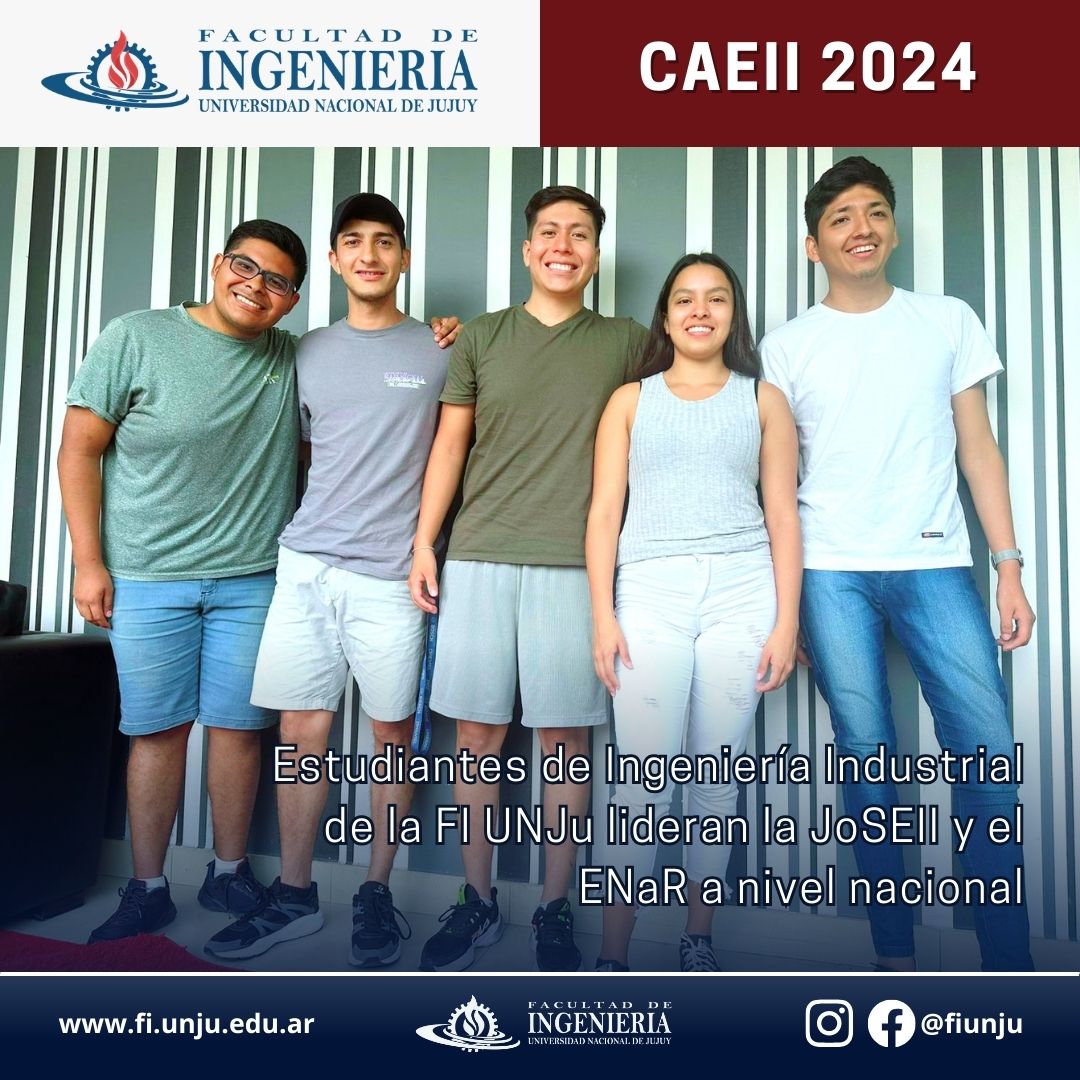 FACULTAD DE
INGENIERIA
UNIVERSIDAD NACIONAL DE JUJUY
CAEII 2024
Estudiantes de Ingeniería Industrial
de la FI UNJu lideran la JoSEII y el
ENaR a nivel nacional
www.fi.unju.edu.ar
FACULTAD DE
INGENIERIA
UNIVERSIDAD NACIONAL DE JUJUY
@fiunju